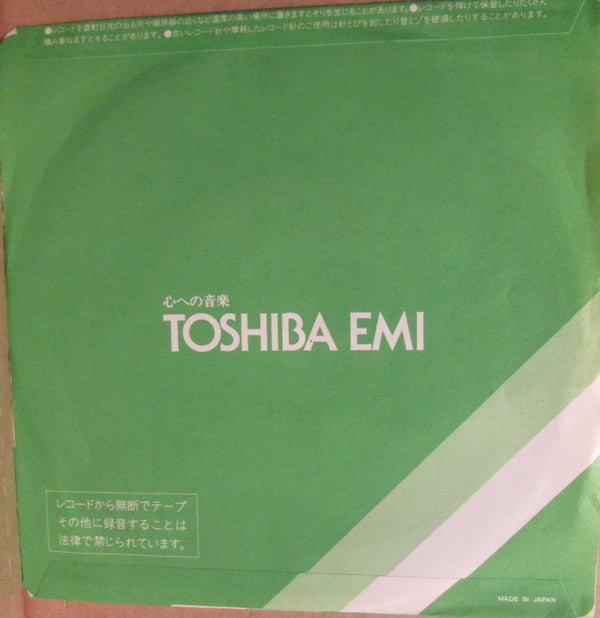 ●レコードを直射日光の当る所や暖房器の近くなど温度の高い場所に置きますとそりを生じることがあります。●レコードを傾けて保管したりたくさん
積み重ねますとそることがあります。●古いレコード針や摩耗したレコード針のご使用は針とびを起したり音ミゾを破損したりすることがあります。
心への音楽
TOSHIBA EMI
レコードから無断でテープ
その他に録音することは
法律で禁じられています。
MADE IN JAPAN